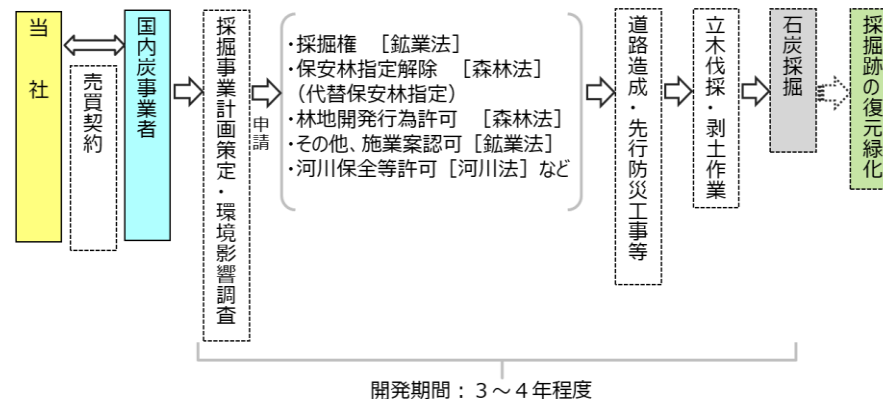 当社
売買契約
国内炭事業者
採掘事業計画策定・環境影響調査
申請
・採掘権　［鉱業法］
・保安林指定解除　［森林法］
（代替保安林指定）
・林地開発行為許可　［森林法］
・その他、施業案認可［鉱業法］
・河川保全等許可［河川法］など
道路造成・先行防災工事等
立木伐採・剥土作業
石炭採掘
採掘跡の復元緑化
開発期間：３～４年程度